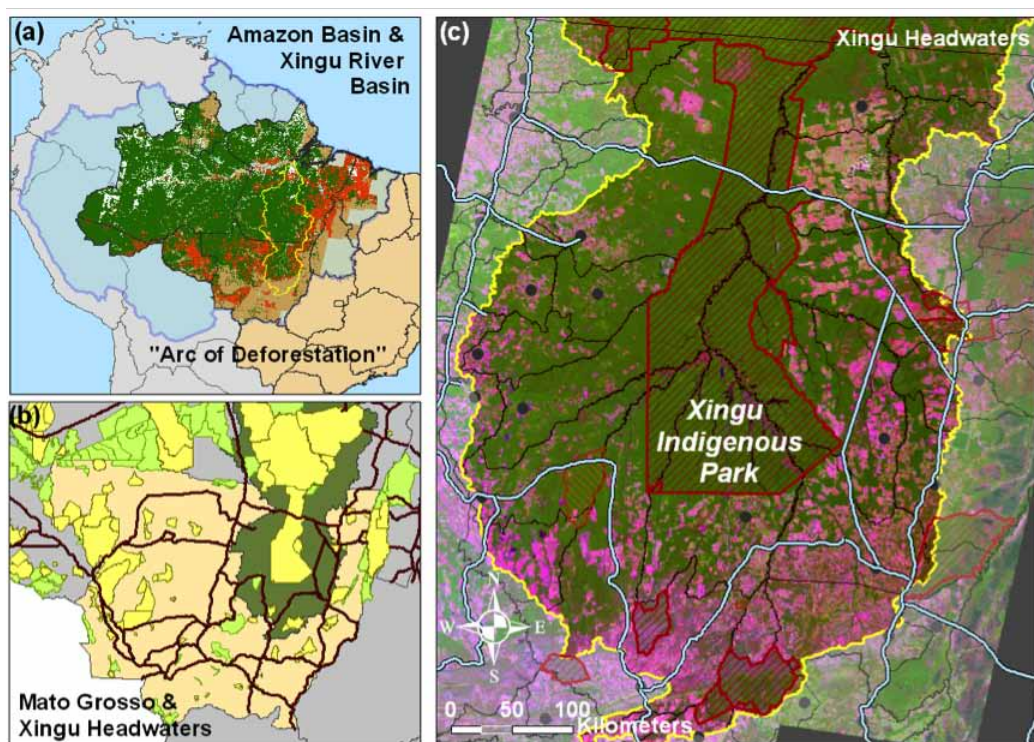 (a)
Amazon Basin &
Xingu River
Basin
"Arc of Deforestation"
(b)
Mato Grosso &
Xingu Headwaters
(c)
Xingu Headwaters
Xingu
Indigenous
Park
N
W
E
S
0
50
100
Kilometers